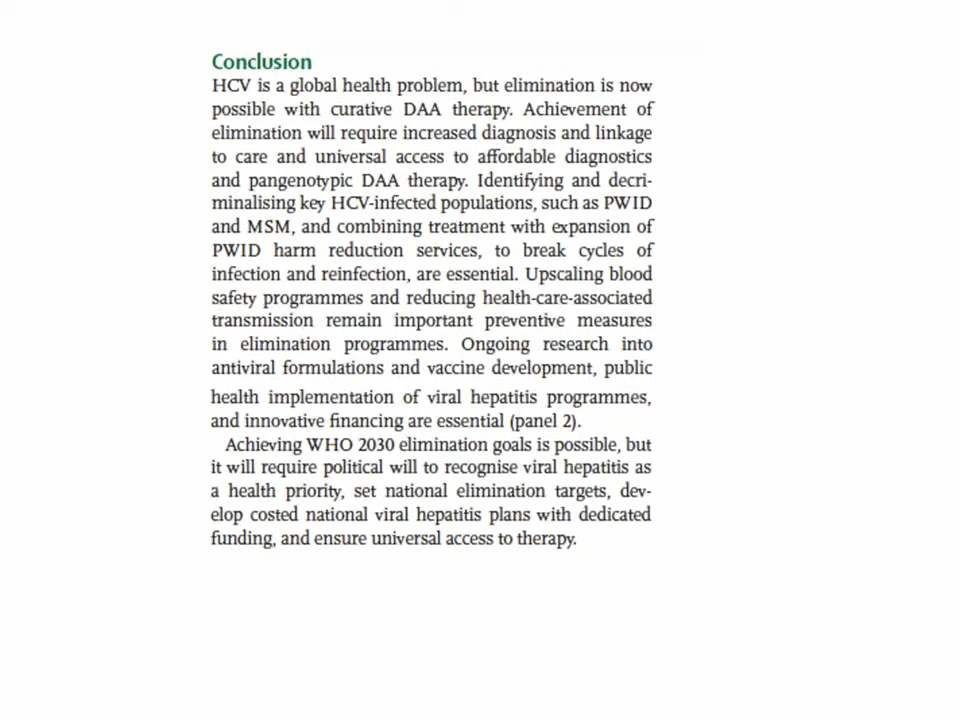 Conclusion
HCV is a global health problem, but elimination is now
possible with curative DAA therapy. Achievement of
elimination will require increased diagnosis and linkage
to care and universal access to affordable diagnostics
and pangenotypic DAA therapy. Identifying and decri-
minalising key HCV-infected populations, such as PWID
and MSM, and combining treatment with expansion of
PWID harm reduction services, to break cycles of
infection and reinfection, are essential. Upscaling blood
safety programmes and reducing health-care-associated
transmission remain important preventive measures
in elimination programmes. Ongoing research into
antiviral formulations and vaccine development, public
health implementation of viral hepatitis programmes,
and innovative financing are essential (panel 2).
Achieving WHO 2030 elimination goals is possible, but
it will require political will to recognise viral hepatitis as
a health priority, set national elimination targets, dev-
elop costed national viral hepatitis plans with dedicated
funding, and ensure universal access to therapy.